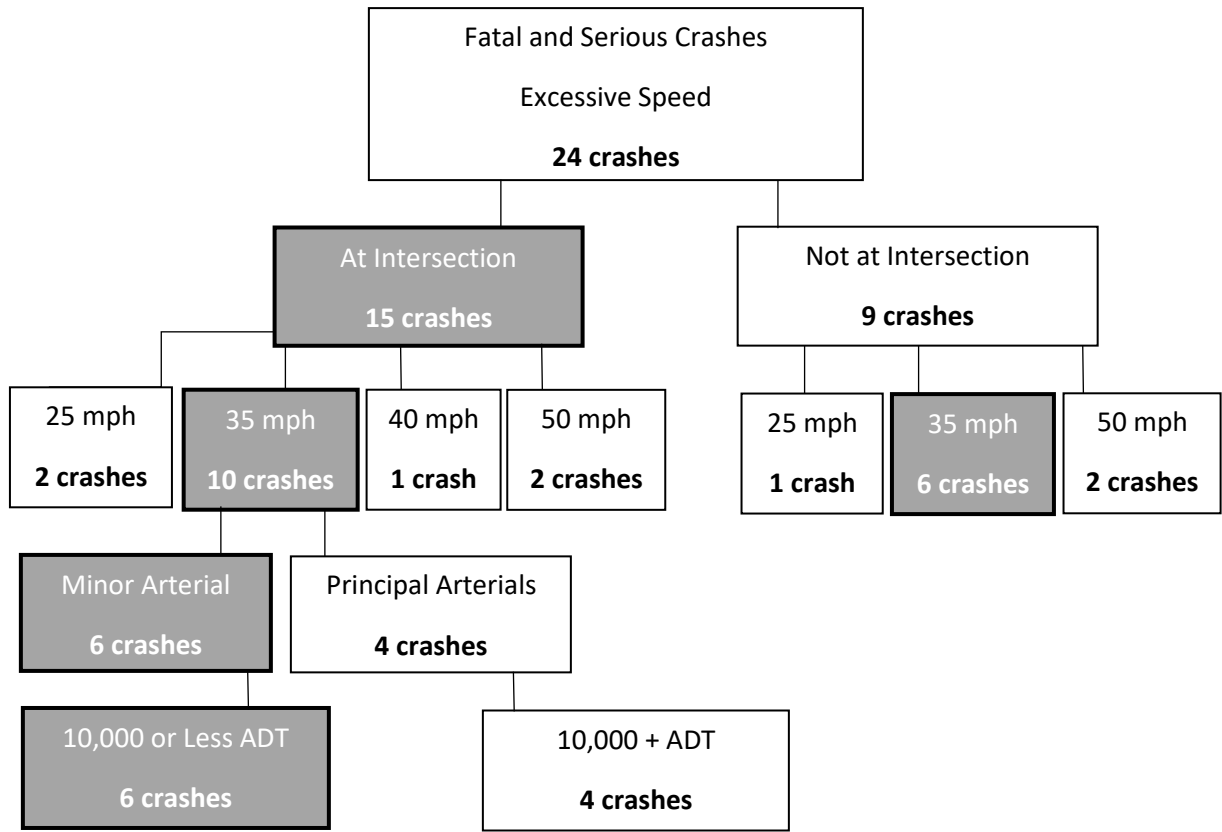 Fatal and Serious Crashes
Excessive Speed
24 crashes
At Intersection
15 crashes
Not at Intersection
9 crashes
25 mph
2 crashes
35 mph
10 crashes
40 mph
1 crash
50 mph
2 crashes
25 mph
1 crash
35 mph
6 crashes
50 mph
2 crashes
Minor Arterial
6 crashes
Principal Arterials
4 crashes
10,000 or Less ADT
6 crashes
10,000 + ADT
4 crashes